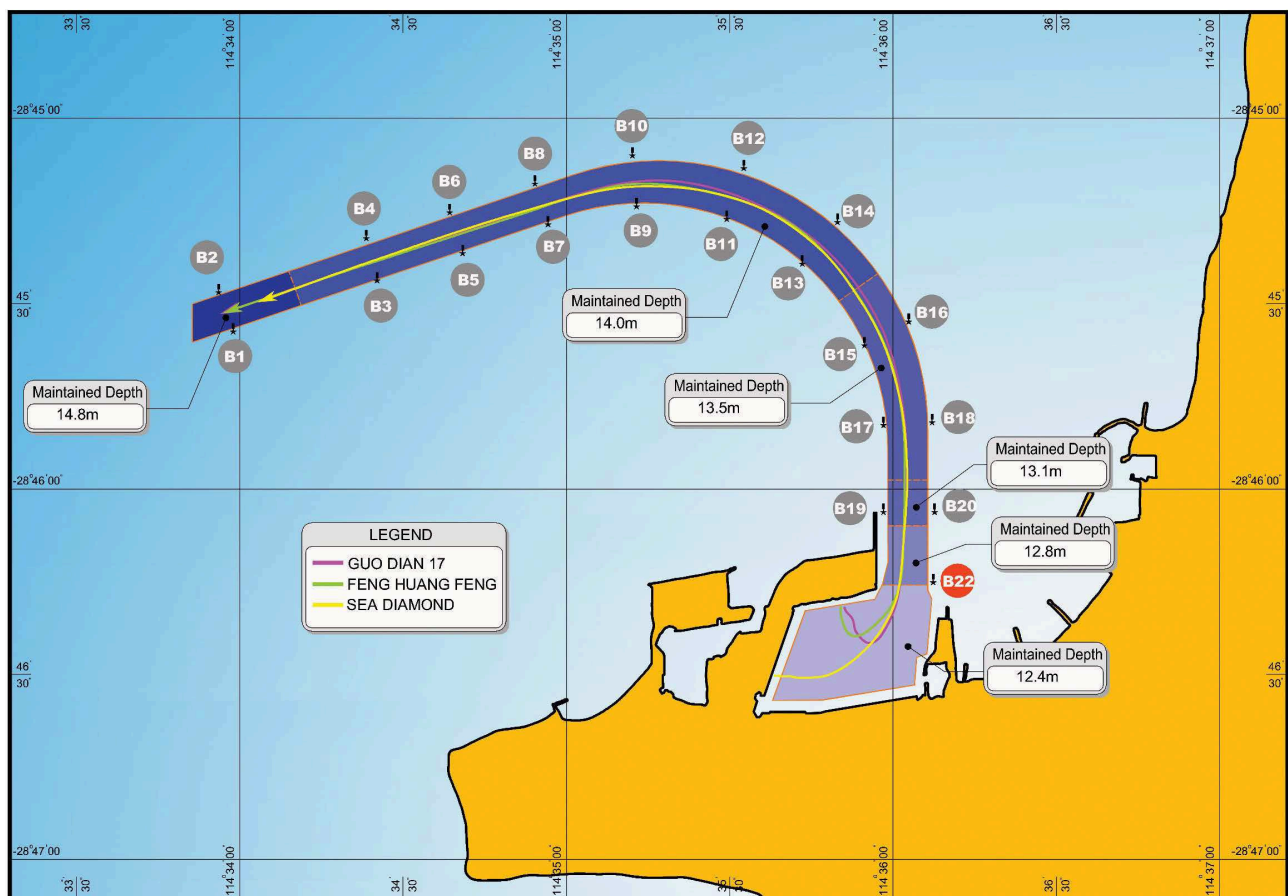 33 30
114°34'00"
34 30
114°35'00"
35 30
114°36'00"
36 30
114°37'00"
-28°45'00"
-28°45'00"
B10
B12
B8
B6
B4
B14
B2
B9
B11
B7
B5
B13
B3
45' 30"
45' 30"
B16
Maintained Depth
14.0m
B1
B15
Maintained Depth
14.8m
Maintained Depth
13.5m
B17
B18
Maintained Depth
13.1m
-28°46'00"
-28°46'00"
B19
B20
LEGEND
GUO DIAN 17
FENG HUANG FENG
SEA DIAMOND
Maintained Depth
12.8m
B22
Maintained Depth
12.4m
46' 30"
46' 30"
-28°47'00"
-28°47'00"
33' 30"
114°34'00"
34' 30"
114°35'00"
35' 30"
114°36'00"
36' 30"
114°37'00"